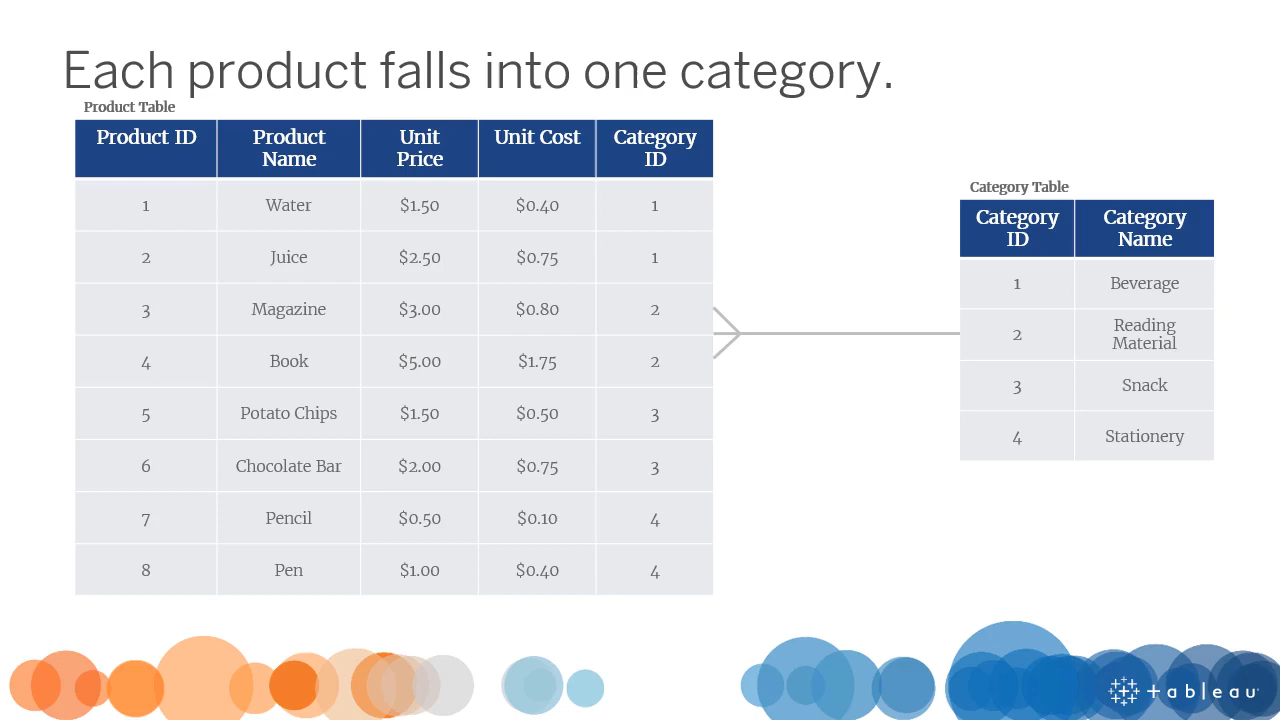 Each product falls into one category.
Product Table
Product ID Product Name Unit Price Unit Cost Category ID
1 Water $1.50 $0.40 1
2 Juice $2.50 $0.75 1
3 Magazine $3.00 $0.80 2
4 Book $5.00 $1.75 2
5 Potato Chips $1.50 $0.50 3
6 Chocolate Bar $2.00 $0.75 3
7 Pencil $0.50 $0.10 4
8 Pen $1.00 $0.40 4
Category Table
Category ID Category Name
1 Beverage
2 Reading Material
3 Snack
4 Stationery
+ableau